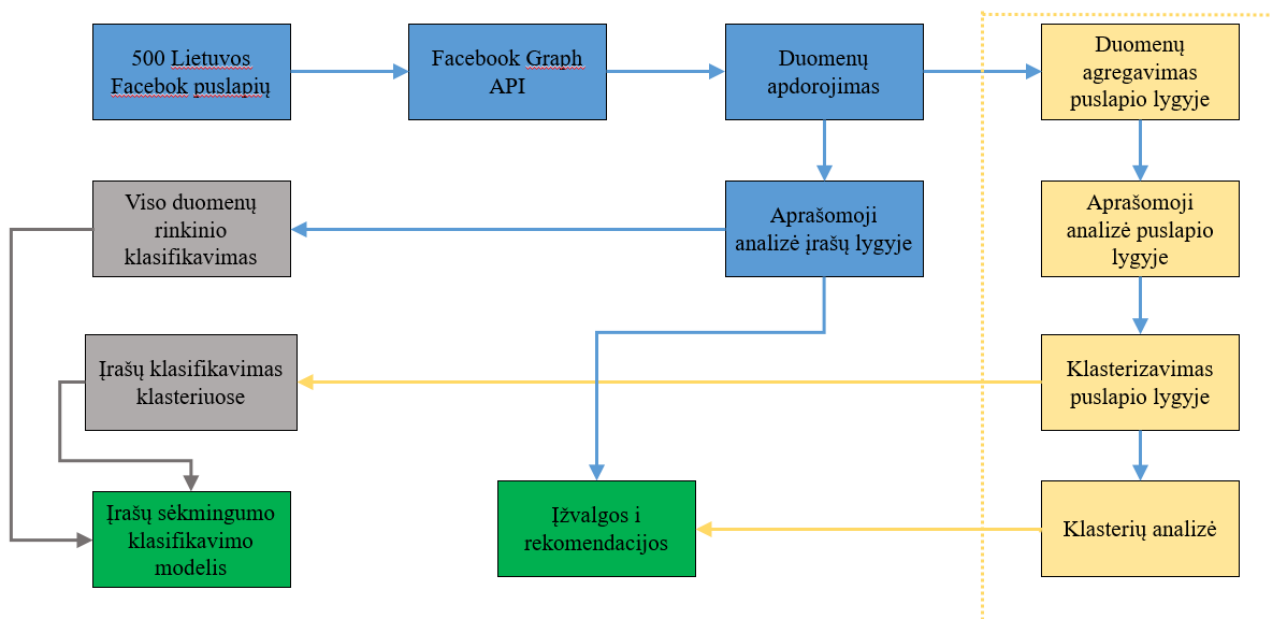 500 Lietuvos
Facebok puslapių
Facebook Graph
API
Duomenų
apdorojimas
Duomenų
agregavimas
puslapio lygyje
Viso duomenų
rinkinio
klasifikavimas
Aprašomoji
analizė įrašų lygyje
Aprašomoji
analizė puslapio
lygyje
Įrašų klasifikavimas
klasteriuose
Klasterizavimas
puslapio lygyje
Įrašų sėkmingumo
klasifikavimo
modelis
Įžvalgos i
rekomendacijos
Klasterių analizė